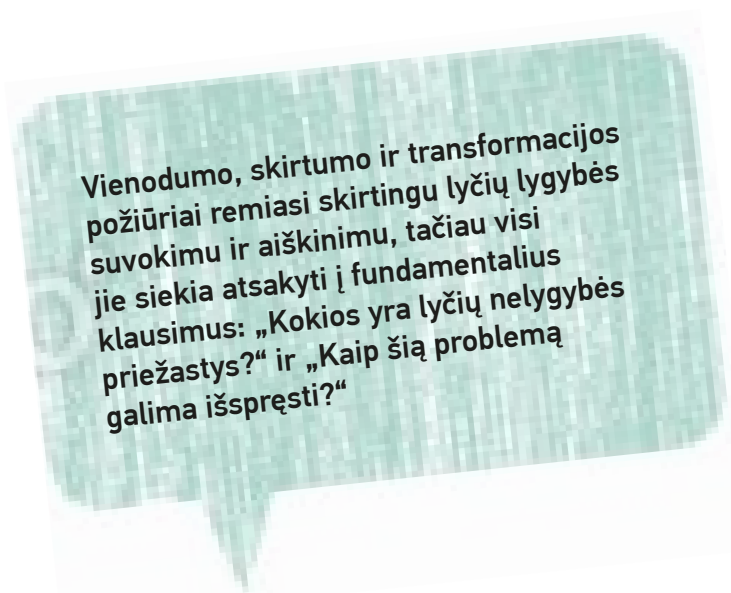 Vienodumo, skirtumo ir transformacijos
požiūriai remiasi skirtingu lyčių lygybės
suvokimu ir aiškinimu, tačiau visi
jie siekia atsakyti į fundamentalius
klausimus: „Kokios yra lyčių nelygybės
priežastys?“ ir „Kaip šią problemą
galima išspręsti?“